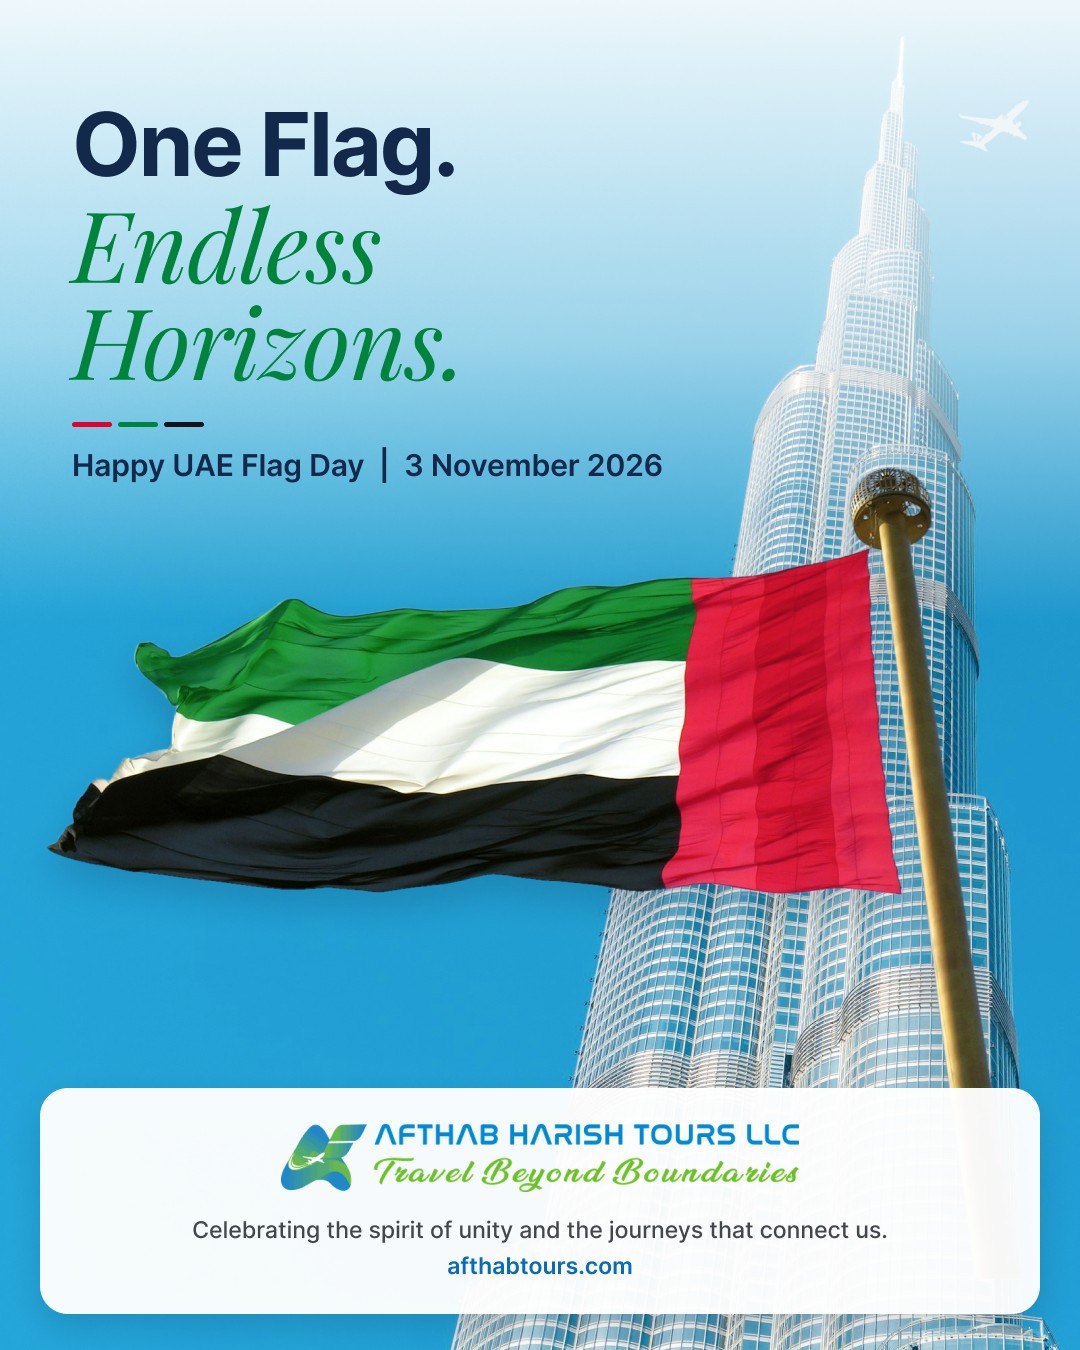 One Flag.
Endless
Horizons.
Happy UAE Flag Day | 3 November 2026
AFTHAB HARISH TOURS LLC
Travel Beyond Boundaries
Celebrating the spirit of unity and the journeys that connect us.
afthabtours.com